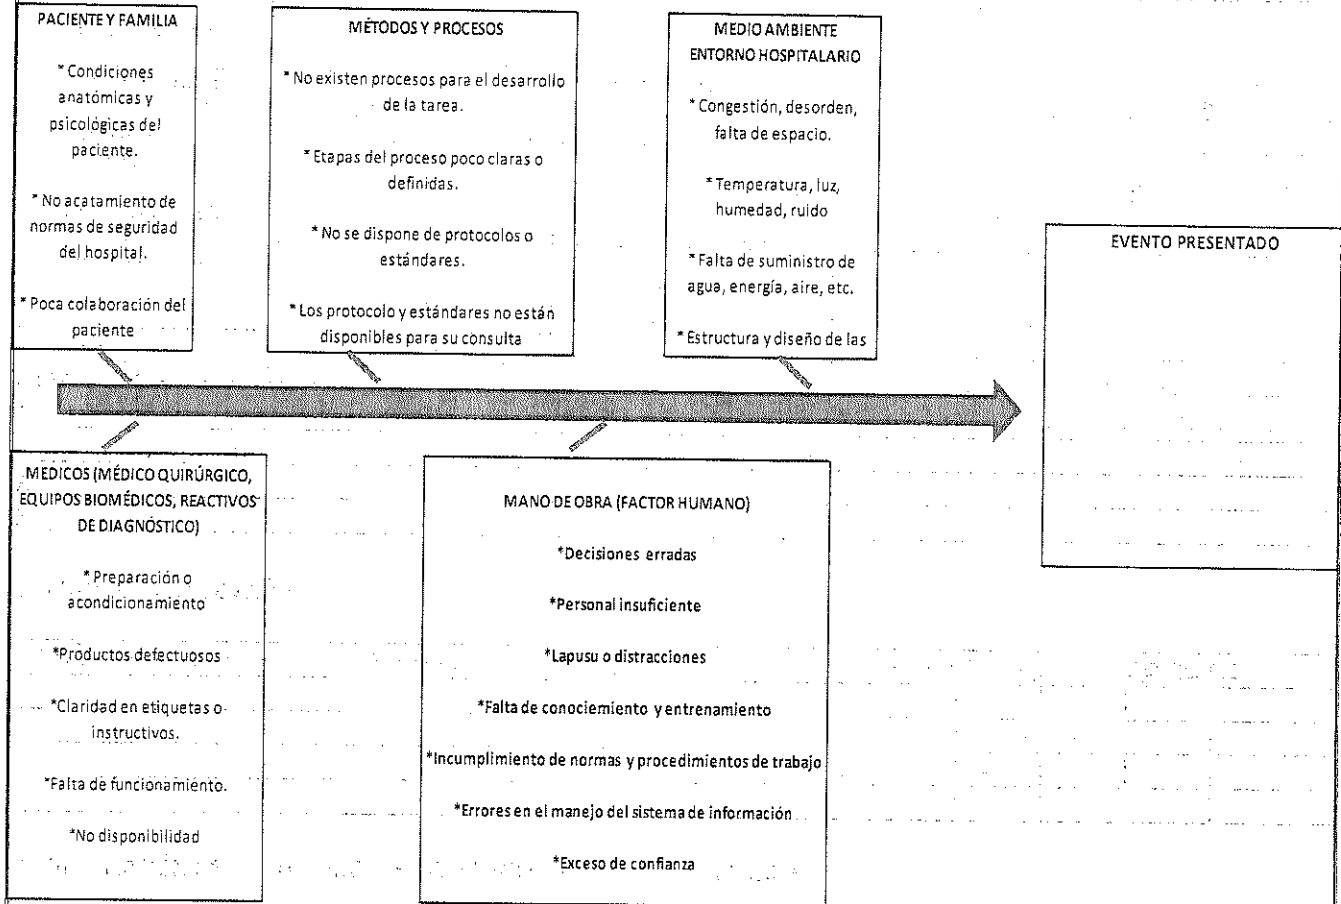 PACIENTE Y FAMILIA
* Condiciones
anatómicas y
psicológicas del
paciente.
* No acatamiento de
normas de seguridad
del hospital.
* Poca colaboración del
paciente
MÉTODOS Y PROCESOS
* No existen procesos para el desarrollo
de la tarea.
* Etapas del proceso poco claras o
definidas.
* No se dispone de protocolos o
estándares.
* Los protocolo y estándares no están
disponibles para su consulta
MEDIO AMBIENTE
ENTORNO HOSPITALARIO
* Congestión, desorden,
falta de espacio.
* Temperatura, luz,
humedad, ruido
* Falta de suministro de
agua, energía, aire, etc.
* Estructura y diseño de las
EVENTO PRESENTADO
MEDICOS (MÉDICO QUIRÚRGICO,
EQUIPOS BIOMÉDICOS, REACTIVOS
DE DIAGNÓSTICO)
* Preparación o
acondicionamiento
*Productos defectuosos
*Claridad en etiquetas o
instructivos.
*Falta de funcionamiento.
*No disponibilidad
MANO DE OBRA (FACTOR HUMANO)
*Decisiones erradas
*Personal insuficiente
*Lapusu o distracciones
*Falta de conociemiento y entrenamiento
*Incumplimiento de normas y procedimientos de trabajo
*Errores en el manejo del sistema de información
*Exceso de confianza